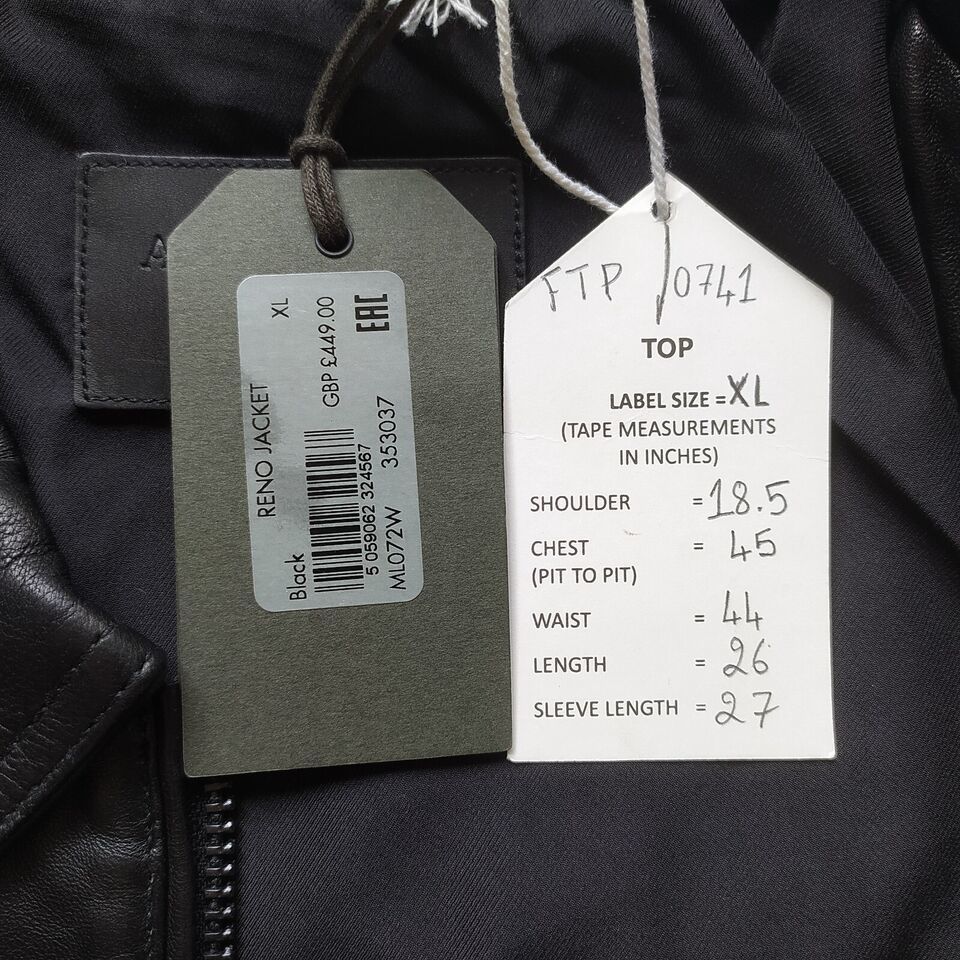 A
XL
RENO JACKET
GBP £449.00
EAC
Black
5 059062 324567
ML072W 353037
FTP 0741
TOP
LABEL SIZE = XL
(TAPE MEASUREMENTS
IN INCHES)
SHOULDER = 18.5
CHEST = 45
(PIT TO PIT)
WAIST = 44
LENGTH = 26
SLEEVE LENGTH = 27